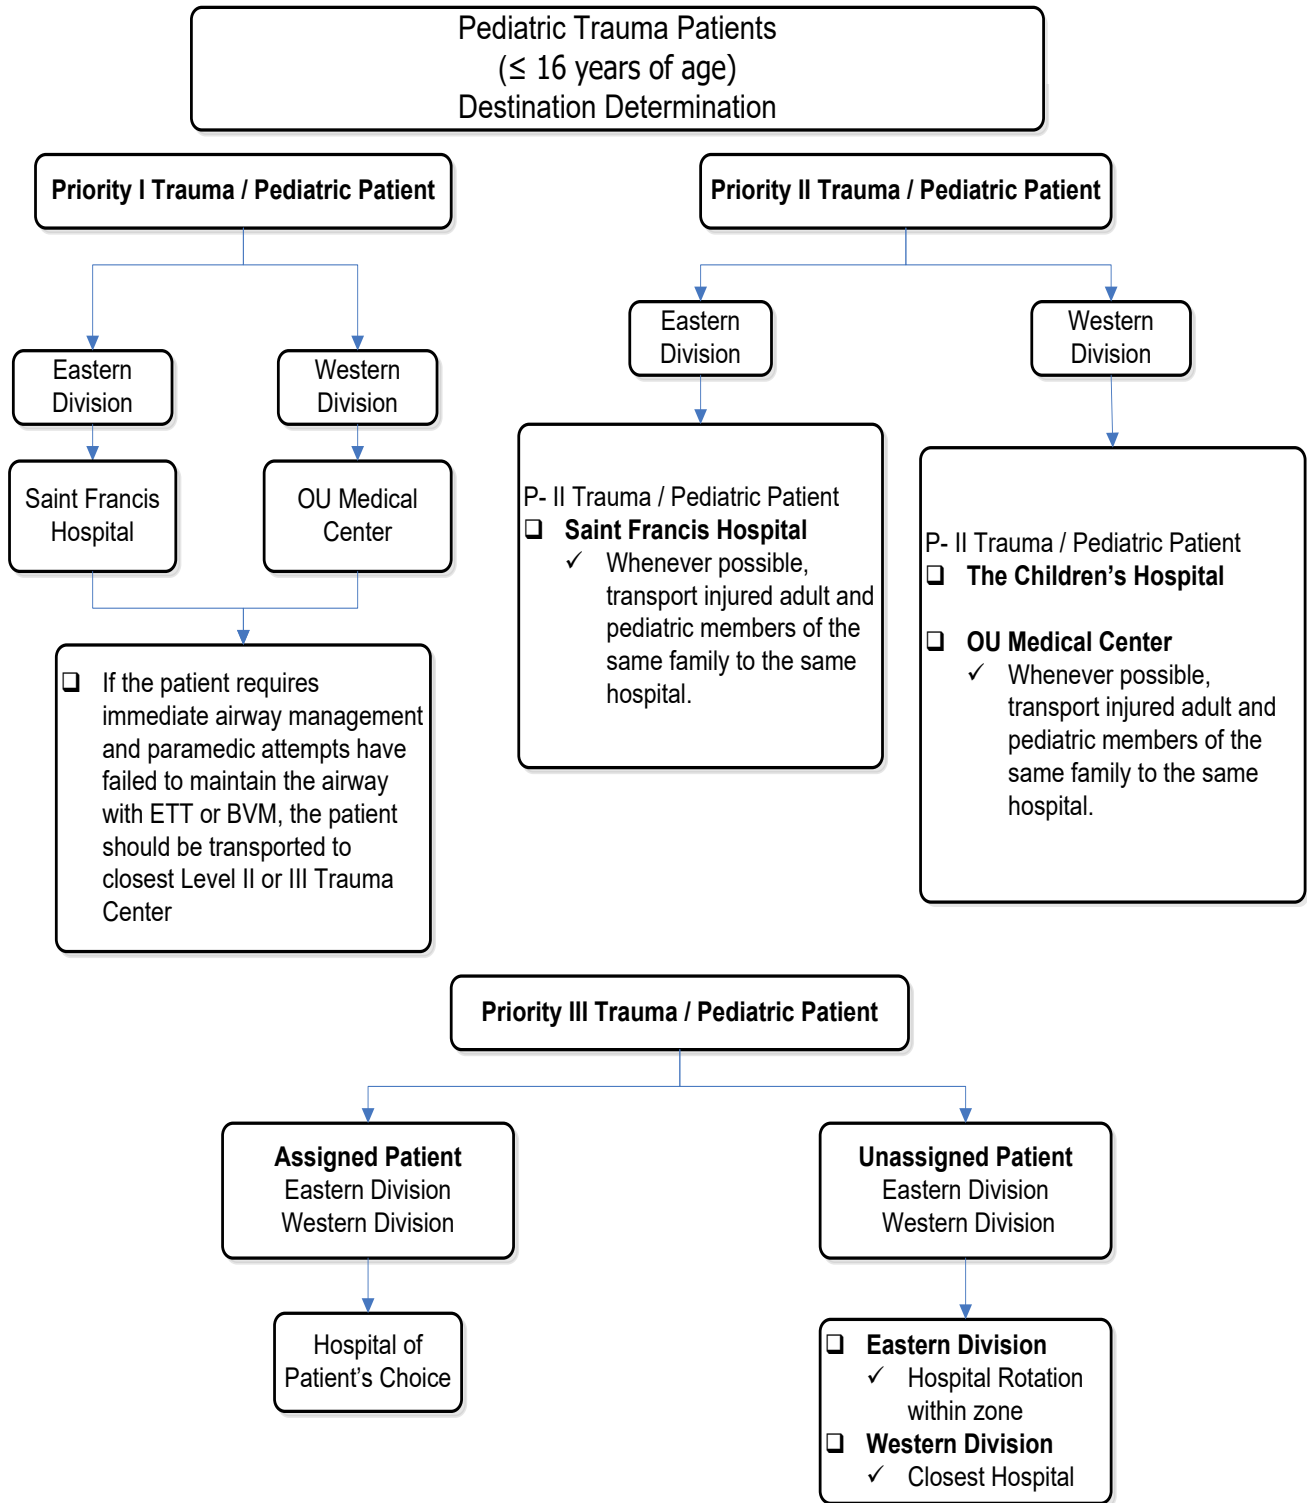 Pediatric Trauma Patients
(≤ 16 years of age)
Destination Determination
Priority I Trauma / Pediatric Patient
Eastern
Division
Western
Division
Saint Francis
Hospital
OU Medical
Center
If the patient requires
immediate airway management
and paramedic attempts have
failed to maintain the airway
with ETT or BVM, the patient
should be transported to
closest Level II or III Trauma
Center
Priority II Trauma / Pediatric Patient
Eastern
Division
Western
Division
P- II Trauma / Pediatric Patient
❑ Saint Francis Hospital
✓ Whenever possible,
transport injured adult and
pediatric members of the
same family to the same
hospital.
P- II Trauma / Pediatric Patient
❑ The Children's Hospital
❑ OU Medical Center
✓ Whenever possible,
transport injured adult and
pediatric members of the
same family to the same
hospital.
Priority III Trauma / Pediatric Patient
Assigned Patient
Eastern Division
Western Division
Hospital of
Patient's Choice
Unassigned Patient
Eastern Division
Western Division
❑ Eastern Division
✓ Hospital Rotation
within zone
❑ Western Division
✓ Closest Hospital